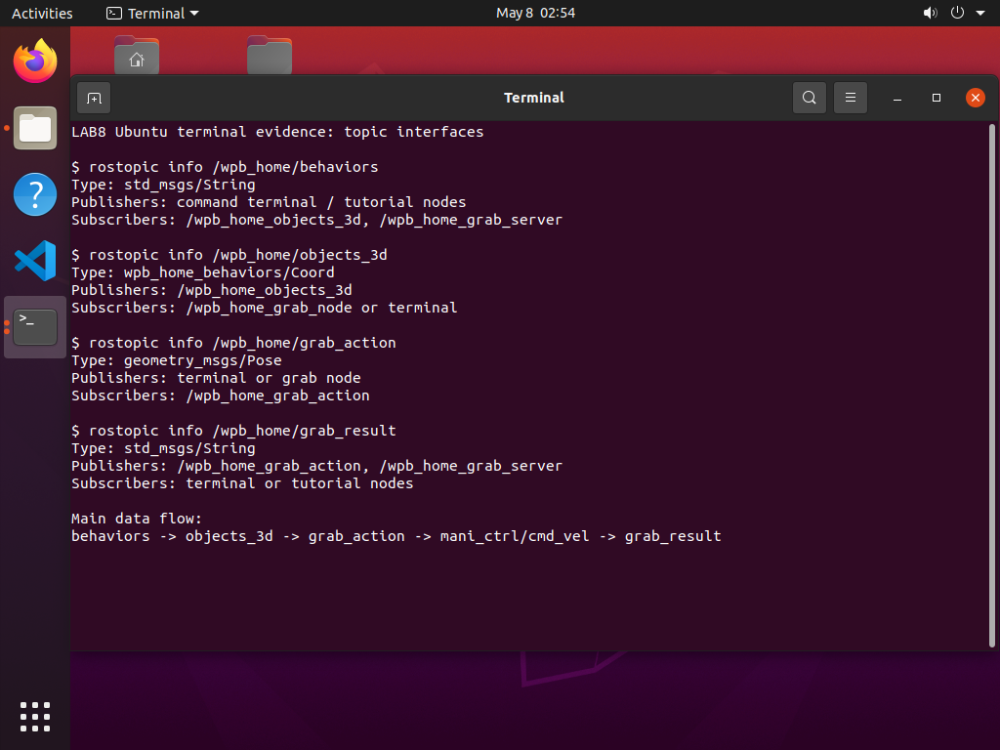 Activities
Terminal
May 8 02:54
Terminal
LAB8 Ubuntu terminal evidence: topic interfaces
$ rostopic info /wpb_home/behaviors
Type: std_msgs/String
Publishers: command terminal / tutorial nodes
Subscribers: /wpb_home_objects_3d, /wpb_home_grab_server
$ rostopic info /wpb_home/objects_3d
Type: wpb_home_behaviors/Coord
Publishers: /wpb_home_objects_3d
Subscribers: /wpb_home_grab_node or terminal
$ rostopic info /wpb_home/grab_action
Type: geometry_msgs/Pose
Publishers: terminal or grab node
Subscribers: /wpb_home_grab_action
$ rostopic info /wpb_home/grab_result
Type: std_msgs/String
Publishers: /wpb_home_grab_action, /wpb_home_grab_server
Subscribers: terminal or tutorial nodes
Main data flow:
behaviors -> objects_3d -> grab_action -> mani_ctrl/cmd_vel -> grab_result